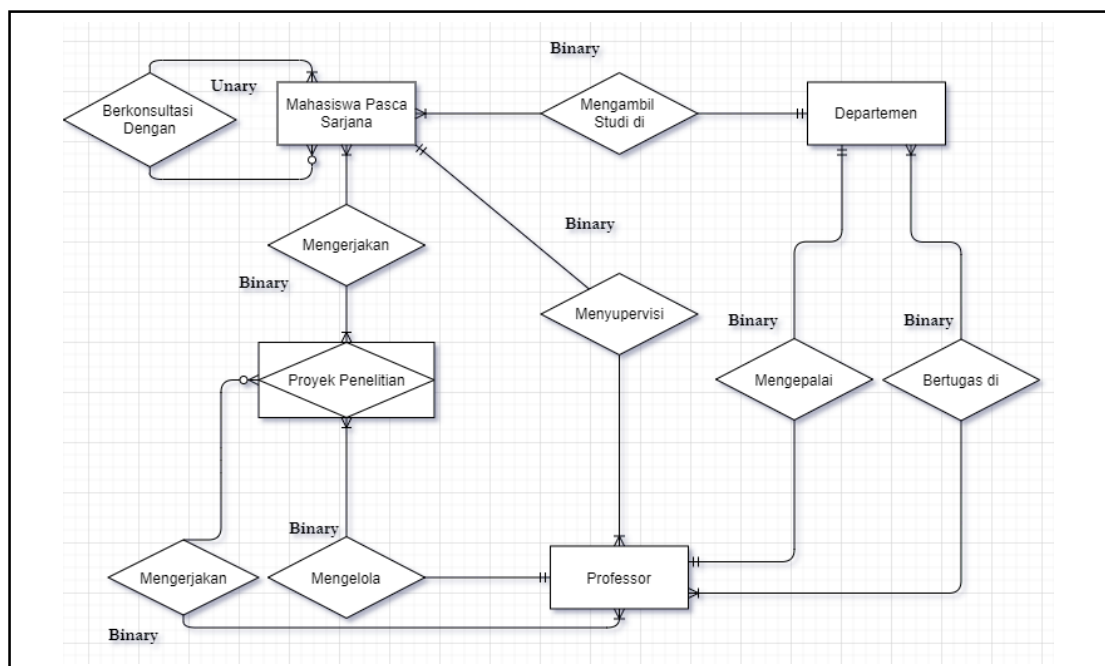 Binary
Unary
Berkonsultasi
Dengan
Mahasiswa Pasca
Sarjana
Mengambil
Studi di
Departemen
Binary
Mengerjakan
Binary
Menyupervisi
Binary
Binary
Proyek Penelitian
Mengepalai
Bertugas di
Binary
Mengerjakan
Mengelola
Professor
Binary